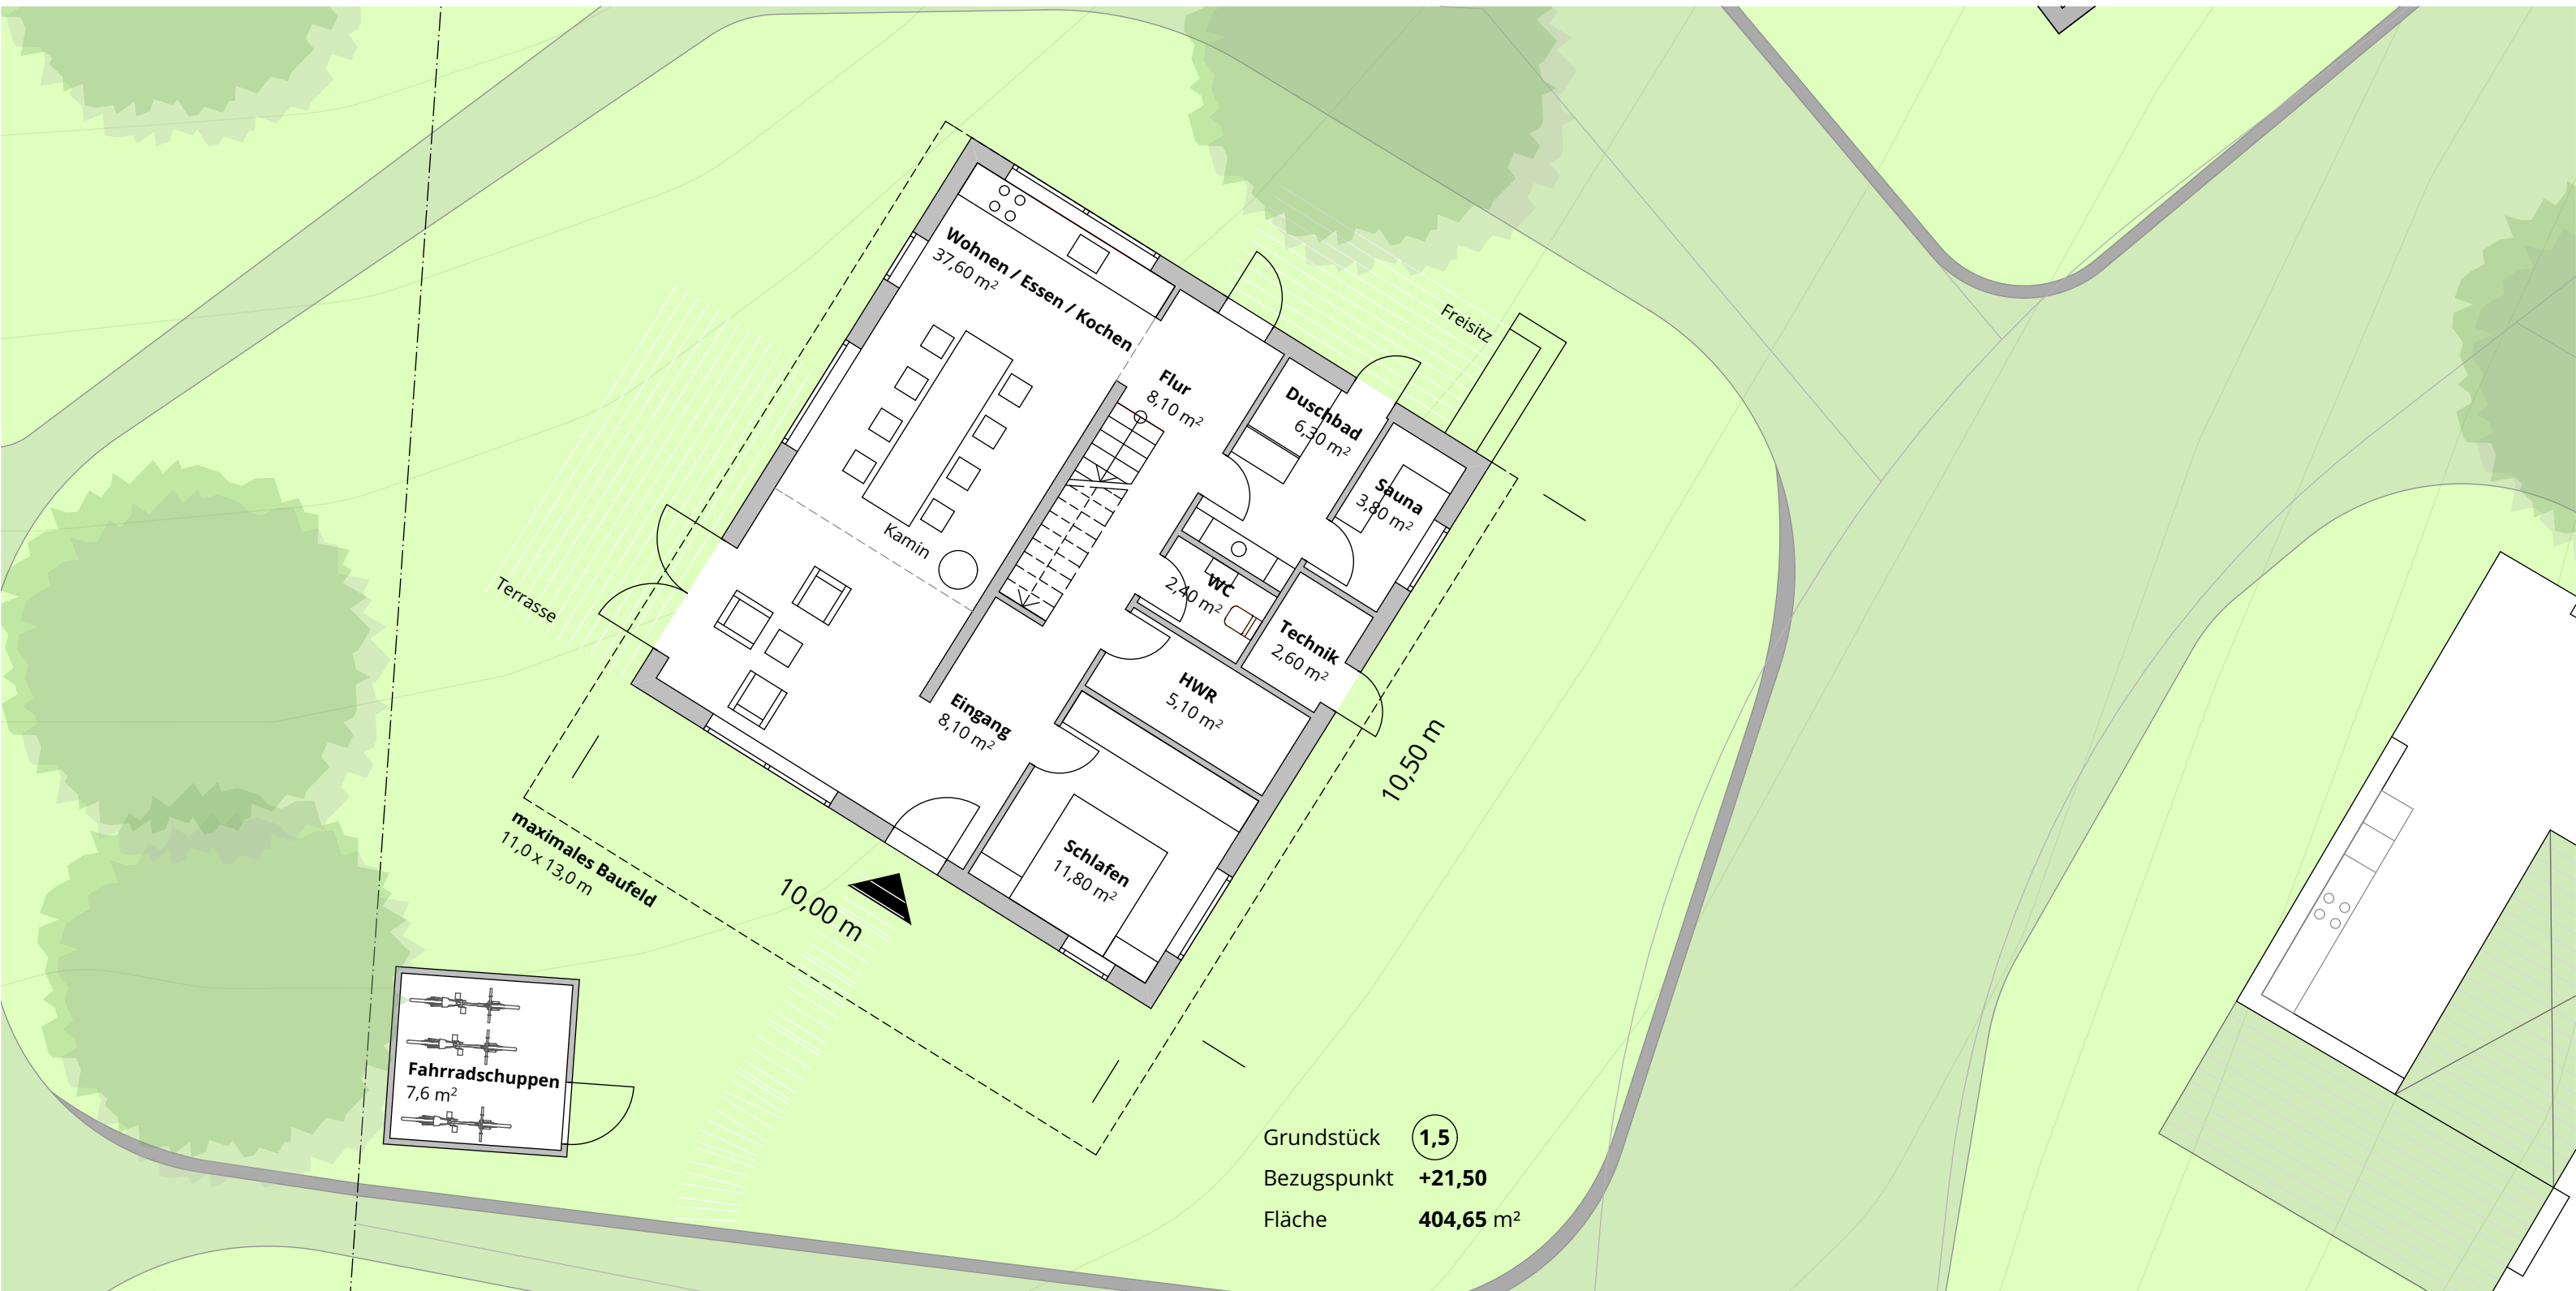 Wohnen / Essen / Kochen
37,60 m²
Flur
8,10 m²
Duschbad
6,30 m²
Freisitz
Sauna
3,80 m²
Kamin
WC
2,40 m²
Technik
2,60 m²
Terrasse
HWR
5,10 m²
Eingang
8,10 m²
10,50 m
Schlafen
11,80 m²
maximales Baufeld
11,0 x 13,0 m
10,00 m
Fahrradschuppen
7,6 m²
Grundstück 1,5
Bezugspunkt +21,50
Fläche 404,65 m²